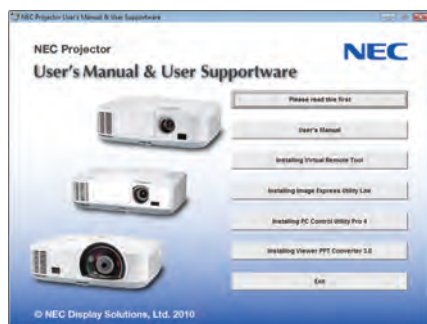 NEC Projector User's Manual & User Supportware
NEC Projector
NEC
User's Manual & User Supportware
Please read this first
User's Manual
Installing Virtual Remote Tool
Installing Image Express Utility Lite
Installing PC Control Utility Pro 4
Installing Viewer PPT Converter 3.0
Exit
© NEC Display Solutions, Ltd. 2010